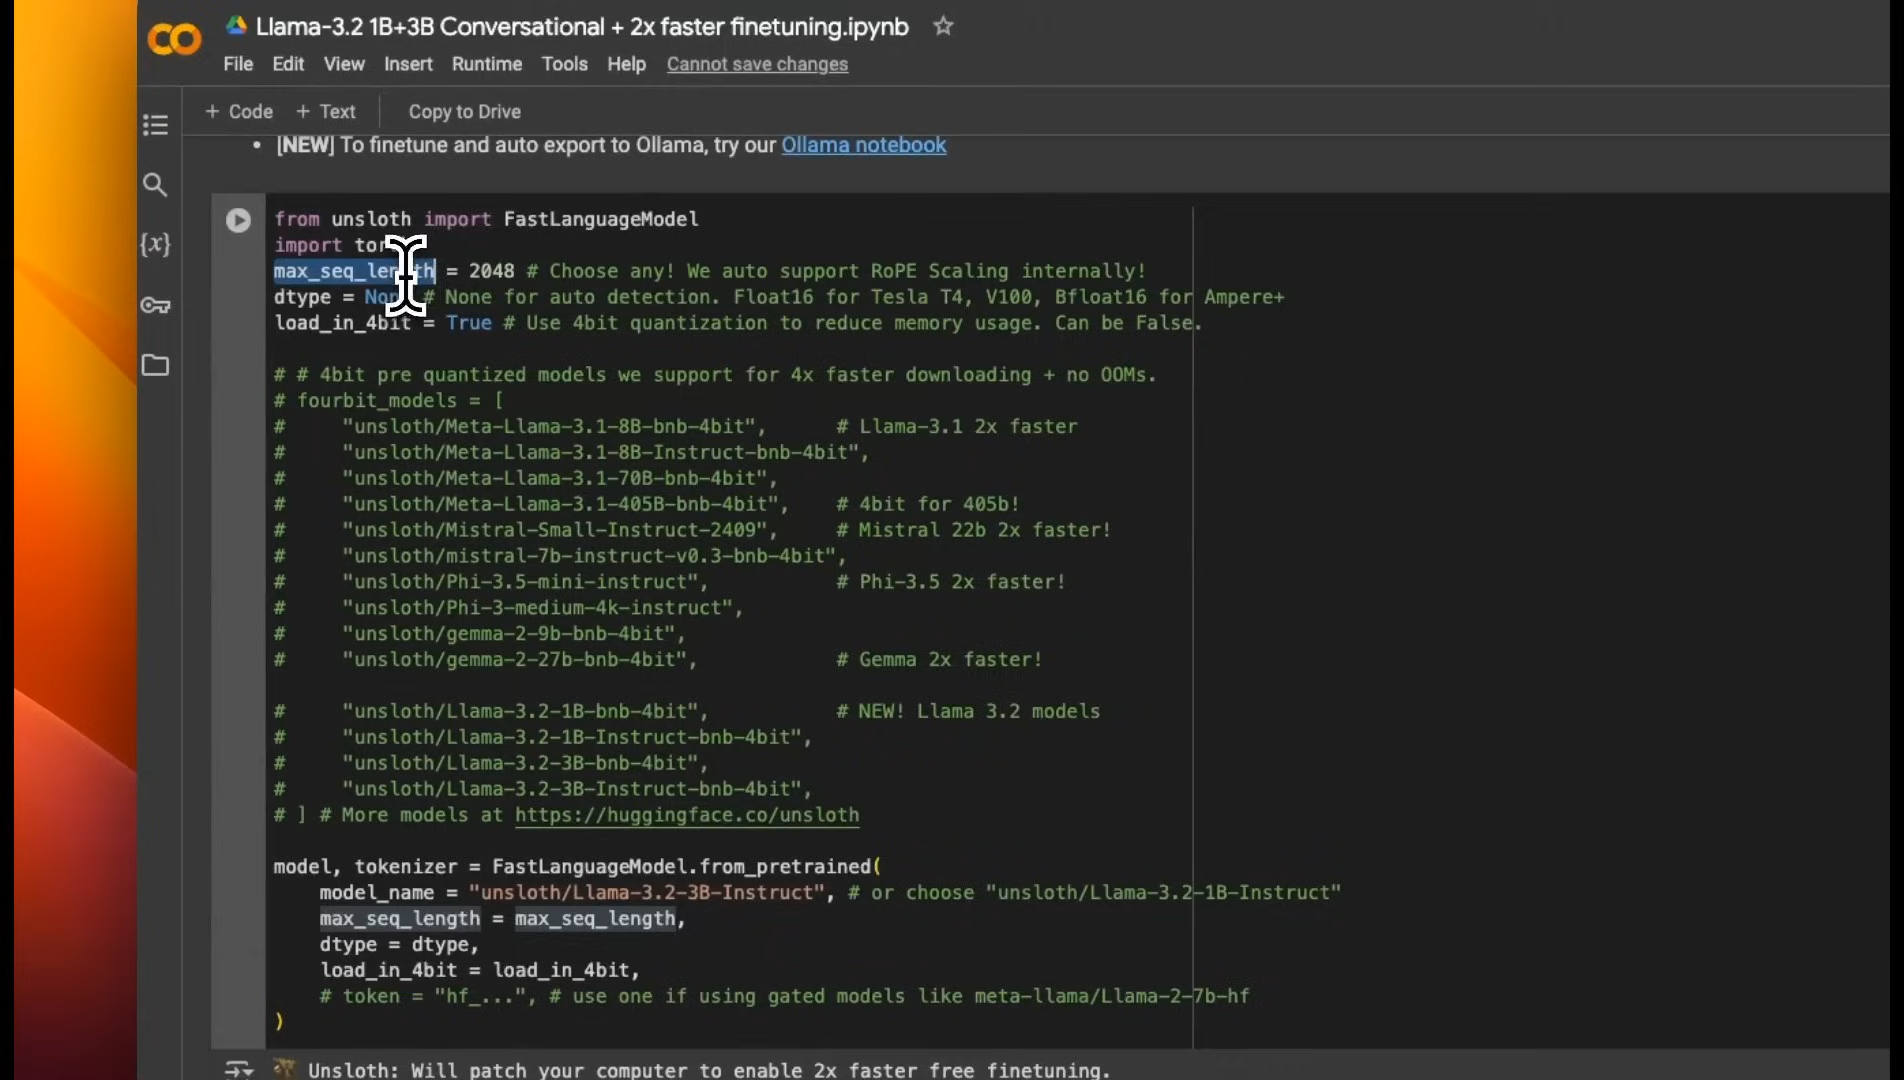 Llama-3.2 1B+3B Conversational + 2x faster finetuning.ipynb
File Edit View Insert Runtime Tools Help Cannot save changes
+ Code + Text Copy to Drive
• [NEW] To finetune and auto export to Ollama, try our Ollama notebook
from unsloth import FastLanguageModel
import tor
max_seq_length = 2048 # Choose any! We auto support RoPE Scaling internally!
dtype = None # None for auto detection. Float16 for Tesla T4, V100, Bfloat16 for Ampere+
load_in_4bit = True # Use 4bit quantization to reduce memory usage. Can be False.
# # 4bit pre quantized models we support for 4x faster downloading + no OOMs.
# fourbit_models = [
#     "unsloth/Meta-Llama-3.1-8B-bnb-4bit",      # Llama-3.1 2x faster
#     "unsloth/Meta-Llama-3.1-8B-Instruct-bnb-4bit",
#     "unsloth/Meta-Llama-3.1-70B-bnb-4bit",
#     "unsloth/Meta-Llama-3.1-405B-bnb-4bit",    # 4bit for 405b!
#     "unsloth/Mistral-Small-Instruct-2409",     # Mistral 22b 2x faster!
#     "unsloth/mistral-7b-instruct-v0.3-bnb-4bit",
#     "unsloth/Phi-3.5-mini-instruct",           # Phi-3.5 2x faster!
#     "unsloth/Phi-3-medium-4k-instruct",
#     "unsloth/gemma-2-9b-bnb-4bit",
#     "unsloth/gemma-2-27b-bnb-4bit",            # Gemma 2x faster!
#     "unsloth/Llama-3.2-1B-bnb-4bit",           # NEW! Llama 3.2 models
#     "unsloth/Llama-3.2-1B-Instruct-bnb-4bit",
#     "unsloth/Llama-3.2-3B-bnb-4bit",
#     "unsloth/Llama-3.2-3B-Instruct-bnb-4bit",
# ] # More models at https://huggingface.co/unsloth
model, tokenizer = FastLanguageModel.from_pretrained(
    model_name = "unsloth/Llama-3.2-3B-Instruct", # or choose "unsloth/Llama-3.2-1B-Instruct"
    max_seq_length = max_seq_length,
    dtype = dtype,
    load_in_4bit = load_in_4bit,
    # token = "hf_...", # use one if using gated models like meta-llama/Llama-2-7b-hf
)
Unsloth: Will patch your computer to enable 2x faster free finetuning.